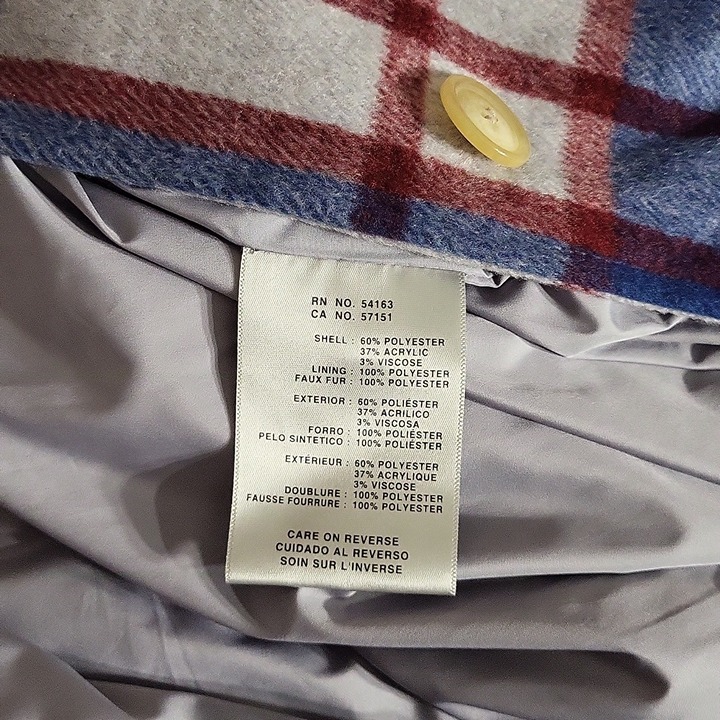 RN NO. 54163
CA NO. 57151
SHELL : 60% POLYESTER
37% ACRYLIC
3% VISCOSE
LINING : 100% POLYESTER
FAUX FUR : 100% POLYESTER
EXTERIOR : 60% POLIÉSTER
37% ACRILICO
3% VISCOSA
FORRO : 100% POLIÉSTER
PELO SINTETICO : 100% POLIÉSTER
EXTÉRIEUR : 60% POLYESTER
37% ACRYLIQUE
3% VISCOSE
DOUBLURE : 100% POLYESTER
FAUSSE FOURRURE : 100% POLYESTER
CARE ON REVERSE
CUIDADO AL REVERSO
SOIN SUR L'INVERSE